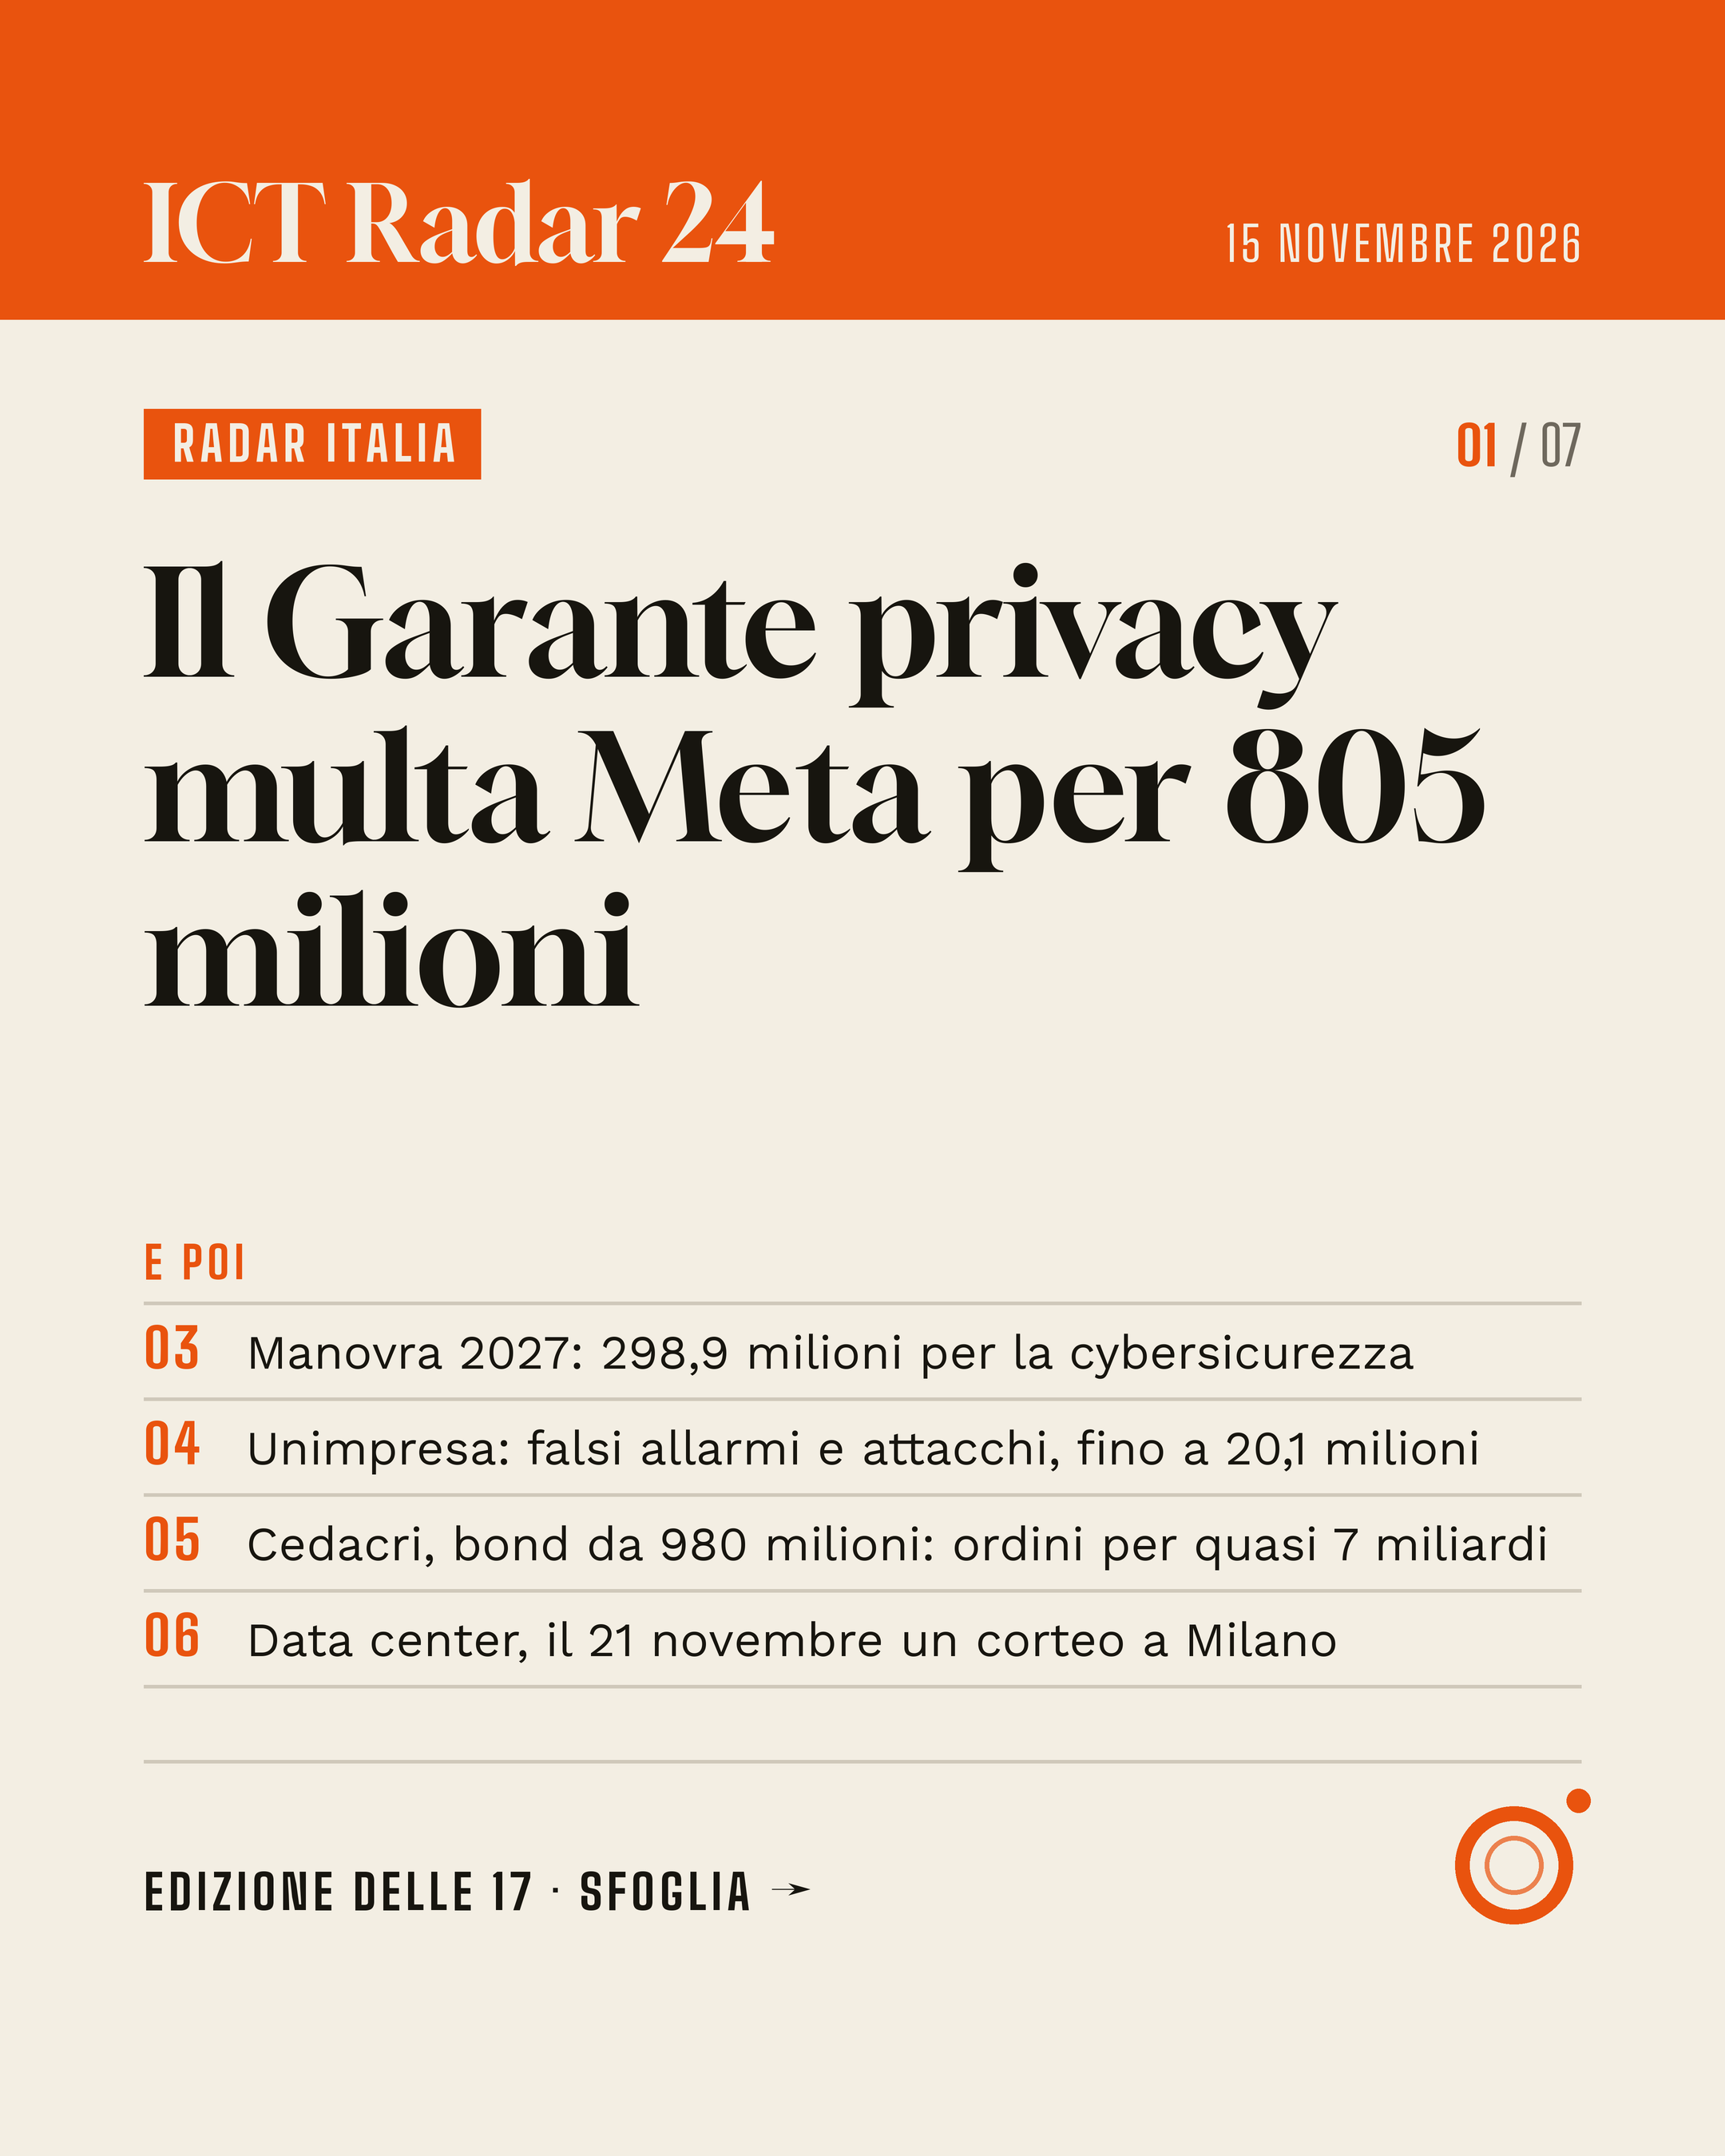 ICT Radar 24
15 NOVEMBRE 2026
RADAR ITALIA
01 / 07
Il Garante privacy
multa Meta per 805
milioni
E POI
03 Manovra 2027: 298,9 milioni per la cybersicurezza
04 Unimpresa: falsi allarmi e attacchi, fino a 20,1 milioni
05 Cedacri, bond da 980 milioni: ordini per quasi 7 miliardi
06 Data center, il 21 novembre un corteo a Milano
EDIZIONE DELLE 17 · SFOGLIA →